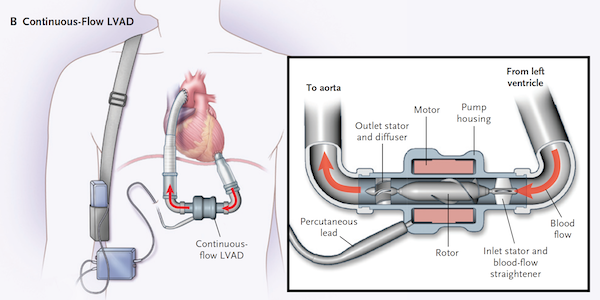 B Continuous-Flow LVAD
Continuous-
flow LVAD
To aorta
From left
ventricle
Outlet stator
and diffuser
Motor
Pump
housing
Percutaneous
lead
Rotor
Inlet stator and
blood-flow
straightener
Blood
flow